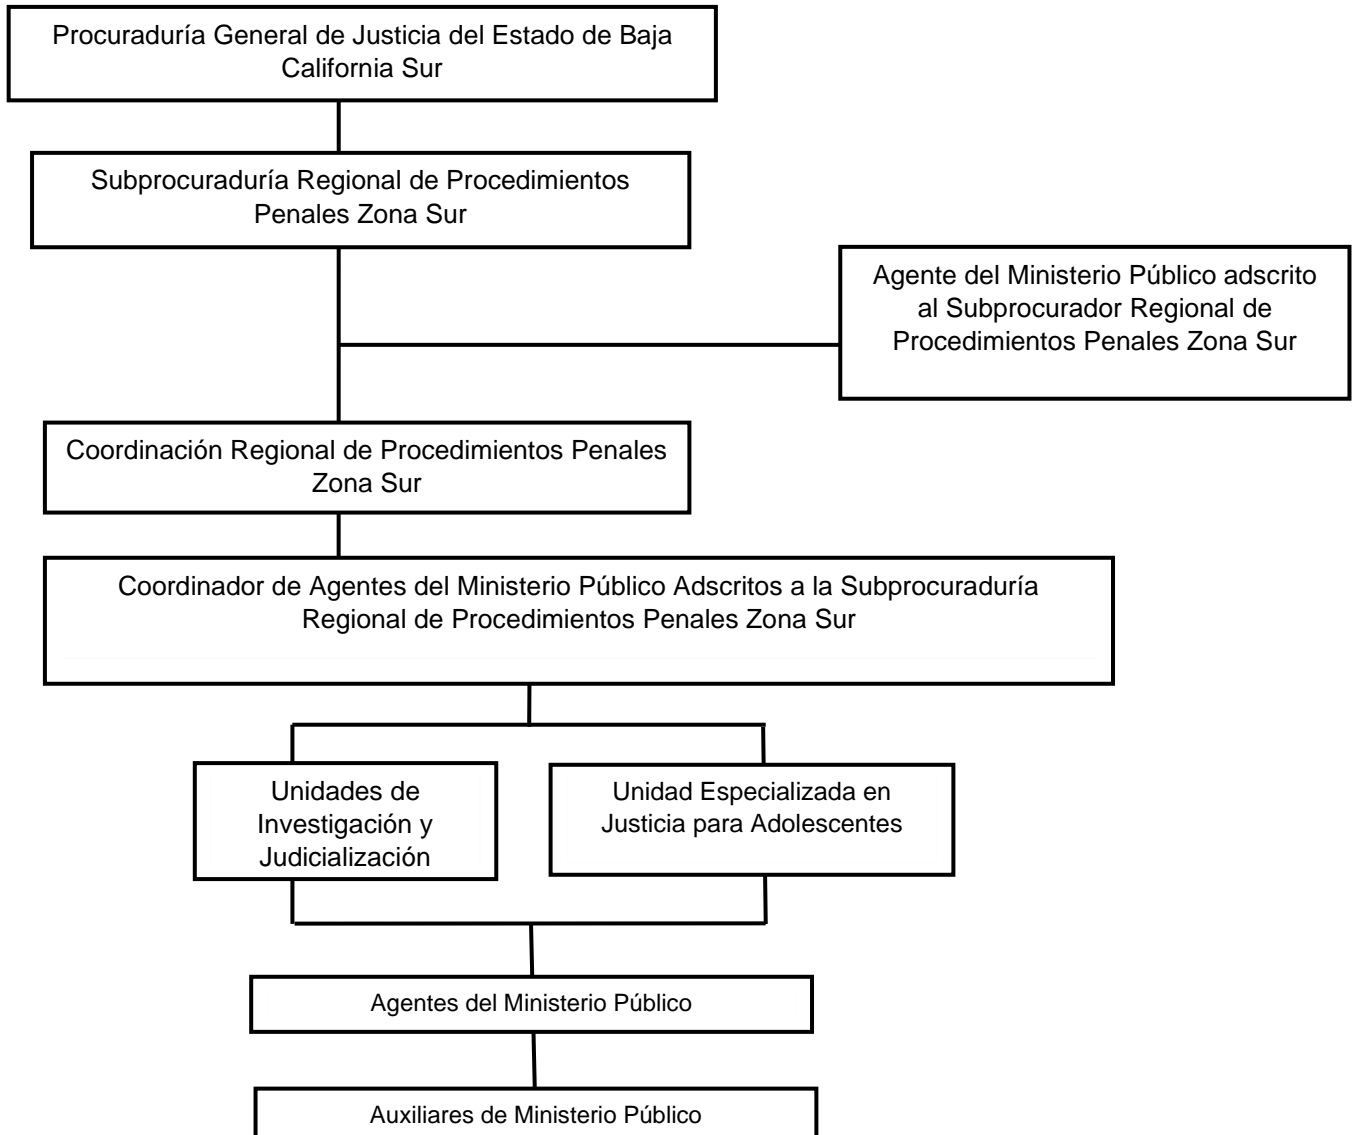 Procuraduría General de Justicia del Estado de Baja
California Sur
Subprocuraduría Regional de Procedimientos
Penales Zona Sur
Agente del Ministerio Público adscrito
al Subprocurador Regional de
Procedimientos Penales Zona Sur
Coordinación Regional de Procedimientos Penales
Zona Sur
Coordinador de Agentes del Ministerio Público Adscritos a la Subprocuraduría
Regional de Procedimientos Penales Zona Sur
Unidades de
Investigación y
Judicialización
Unidad Especializada en
Justicia para Adolescentes
Agentes del Ministerio Público
Auxiliares de Ministerio Público